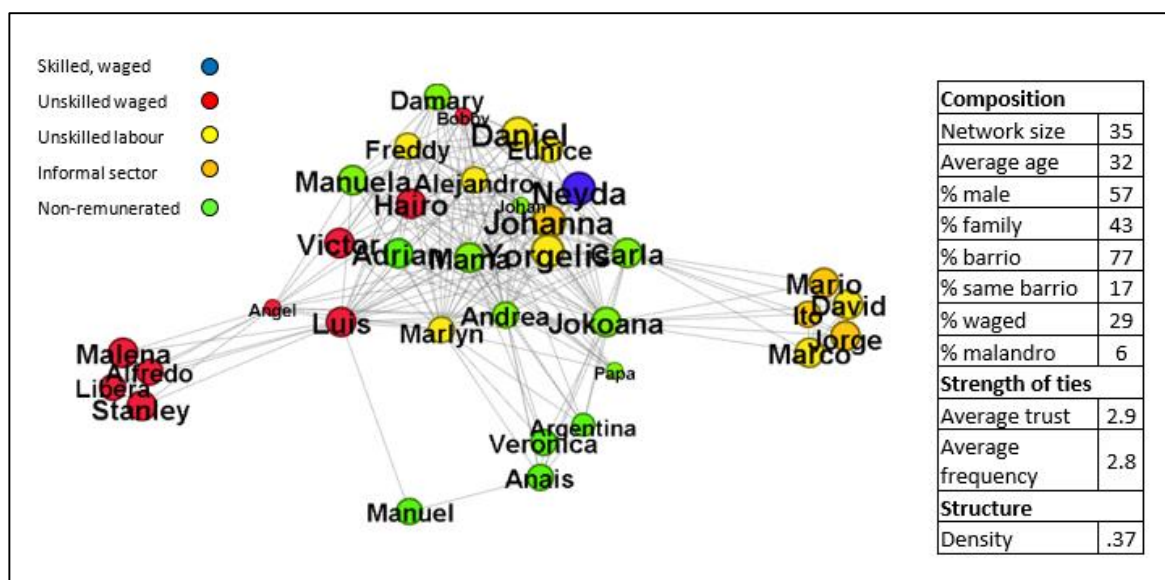 Skilled, waged
Unskilled waged
Unskilled labour
Informal sector
Non-remunerated
Damary
Bobby
Daniel
Freddy
Eunice
Manuela
Alejandro
Neyda
Hairo
Johan
Johanna
Victor
Adrian
Mama
Yorgelis
Carla
Mario
David
Ito
Angel
Luis
Marlyn
Andrea
Jokoana
Jorge
Marco
Malena
Alfredo
Libera
Stanley
Papa
Argentina
Veronica
Anais
Manuel
Composition
Network size 35
Average age 32
% male 57
% family 43
% barrio 77
% same barrio 17
% waged 29
% malandro 6
Strength of ties
Average trust 2.9
Average
frequency 2.8
Structure
Density .37